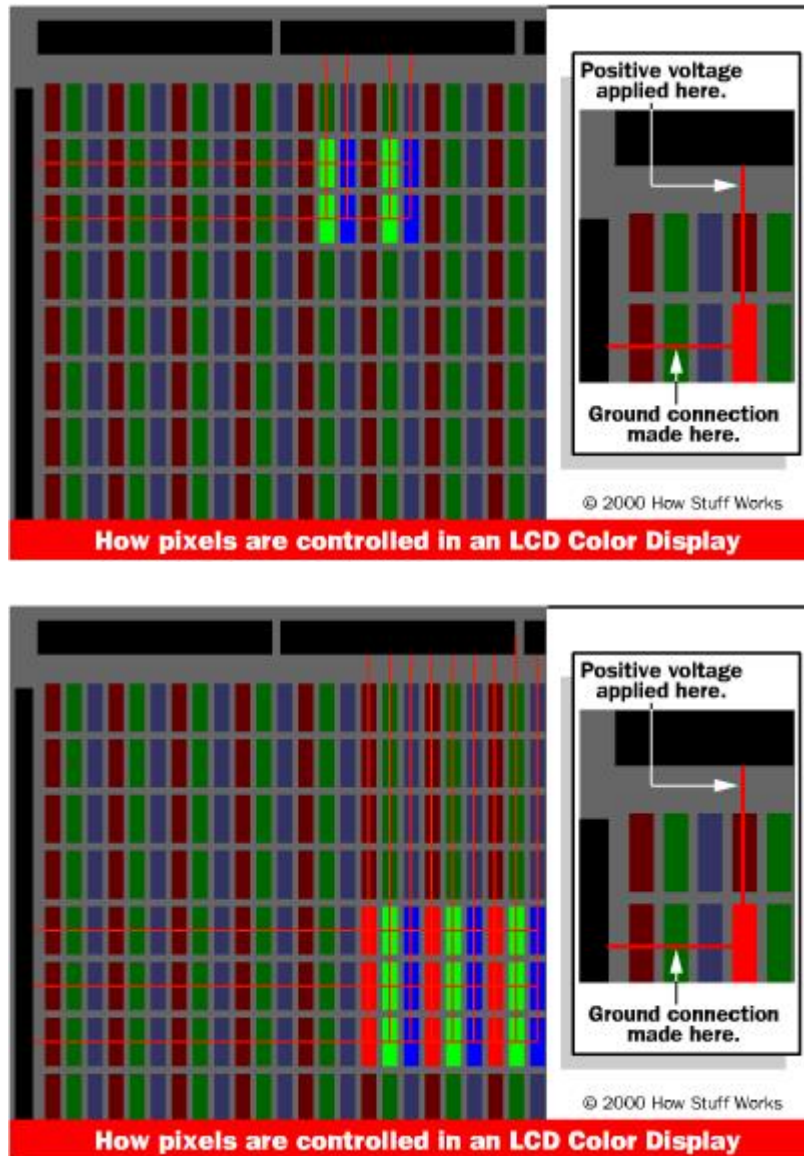 Positive voltage
applied here.
Ground connection
made here.
© 2000 How Stuff Works
How pixels are controlled in an LCD Color Display
Positive voltage
applied here.
Ground connection
made here.
© 2000 How Stuff Works
How pixels are controlled in an LCD Color Display